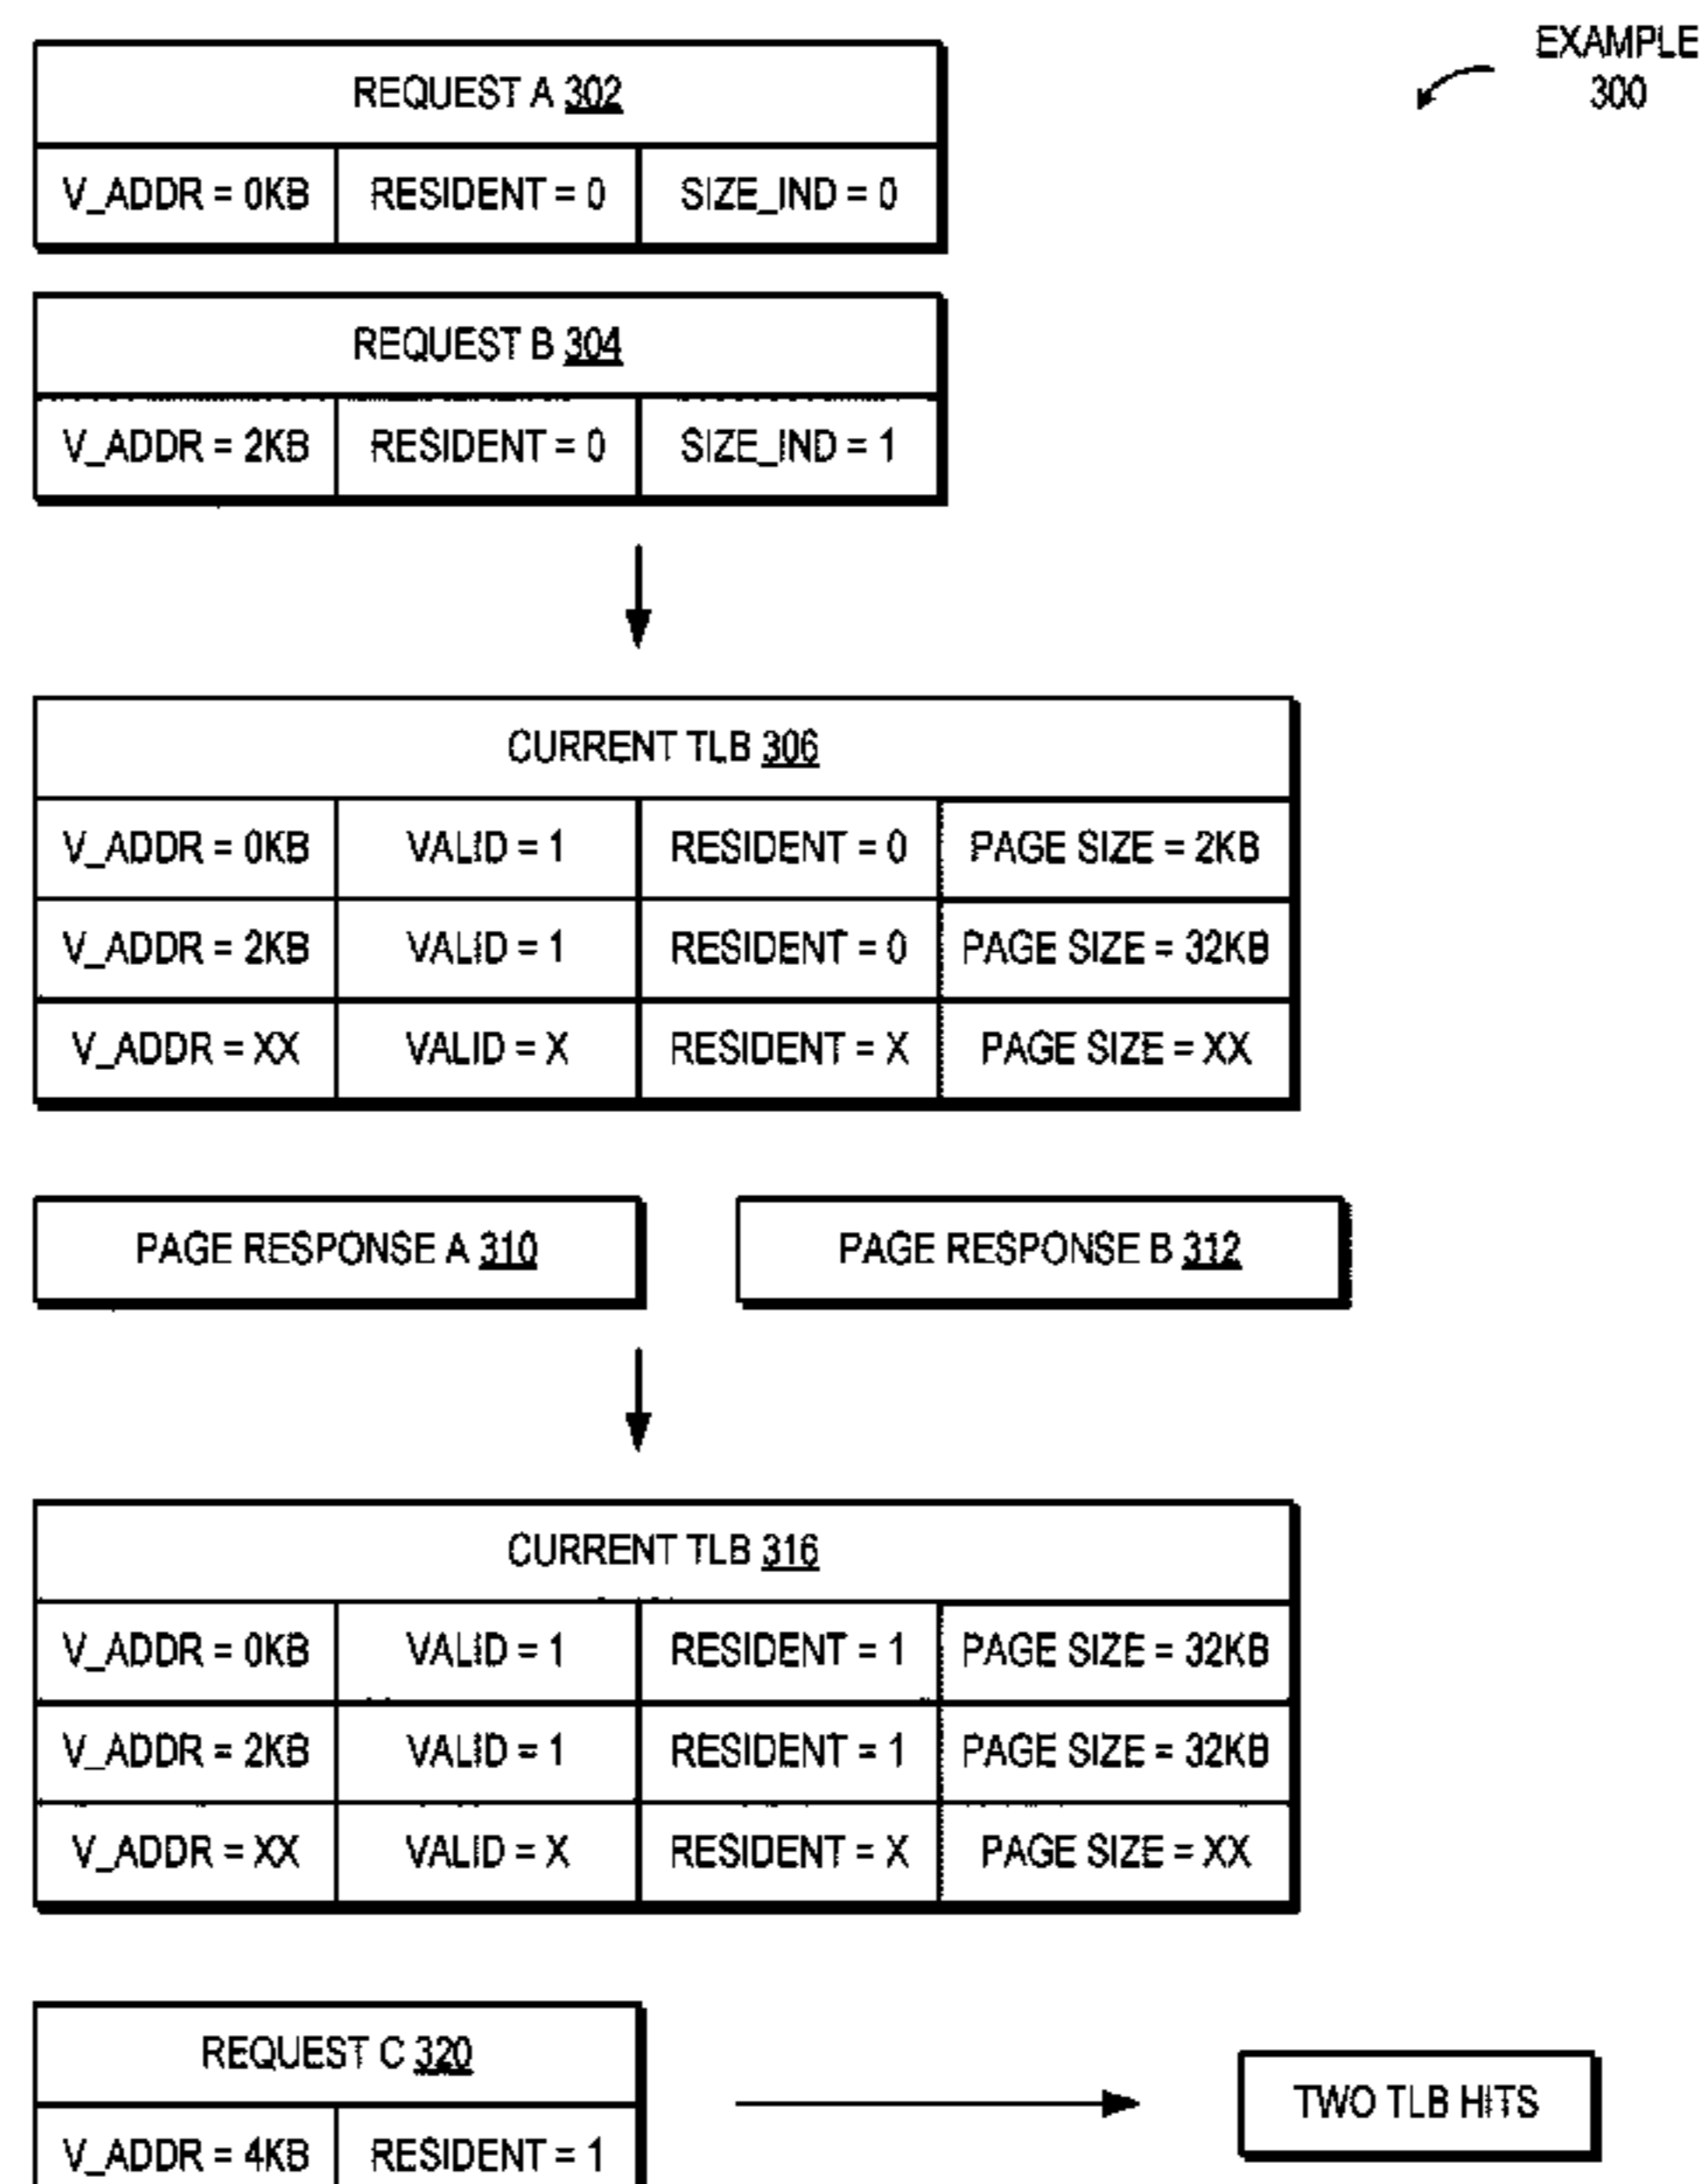 EXAMPLE
300
REQUEST A 302
V_ADDR = 0KB RESIDENT = 0 SIZE_IND = 0
REQUEST B 304
V_ADDR = 2KB RESIDENT = 0 SIZE_IND = 1
CURRENT TLB 306
V_ADDR = 0KB VALID = 1 RESIDENT = 0 PAGE SIZE = 2KB
V_ADDR = 2KB VALID = 1 RESIDENT = 0 PAGE SIZE = 32KB
V_ADDR = XX VALID = X RESIDENT = X PAGE SIZE = XX
PAGE RESPONSE A 310 PAGE RESPONSE B 312
CURRENT TLB 316
V_ADDR = 0KB VALID = 1 RESIDENT = 1 PAGE SIZE = 32KB
V_ADDR = 2KB VALID = 1 RESIDENT = 1 PAGE SIZE = 32KB
V_ADDR = XX VALID = X RESIDENT = X PAGE SIZE = XX
REQUEST C 320
TWO TLB HITS
V_ADDR = 4KB RESIDENT = 1